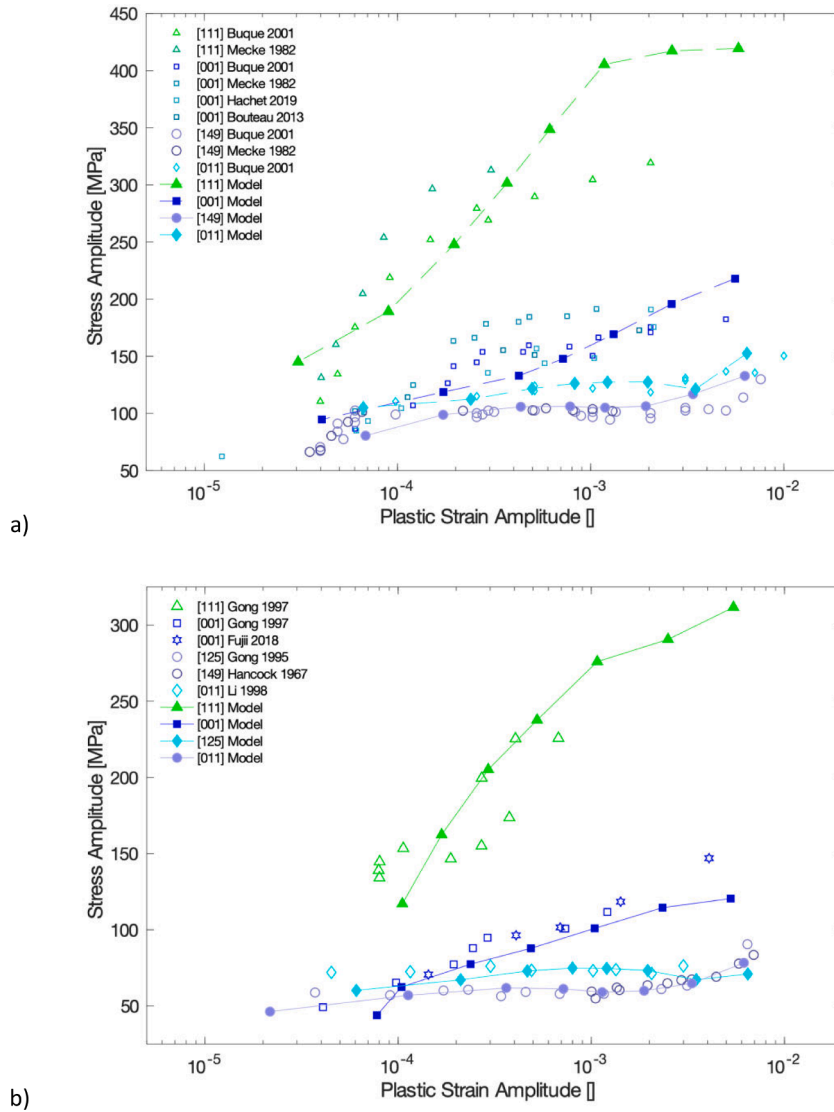 450
400
350
300
250
200
150
100
50
Stress Amplitude [MPa]
[111] Buque 2001
[111] Mecke 1982
[001] Buque 2001
[001] Mecke 1982
[001] Hachet 2019
[001] Bouteau 2013
[149] Buque 2001
[149] Mecke 1982
[011] Buque 2001
[111] Model
[001] Model
[149] Model
[011] Model
10⁻⁵ 10⁻⁴ 10⁻³ 10⁻²
Plastic Strain Amplitude []
a)
300
250
200
150
100
50
Stress Amplitude [MPa]
[111] Gong 1997
[001] Gong 1997
[001] Fujii 2018
[125] Gong 1995
[149] Hancock 1967
[011] Li 1998
[111] Model
[001] Model
[125] Model
[011] Model
10⁻⁵ 10⁻⁴ 10⁻³ 10⁻²
Plastic Strain Amplitude []
b)